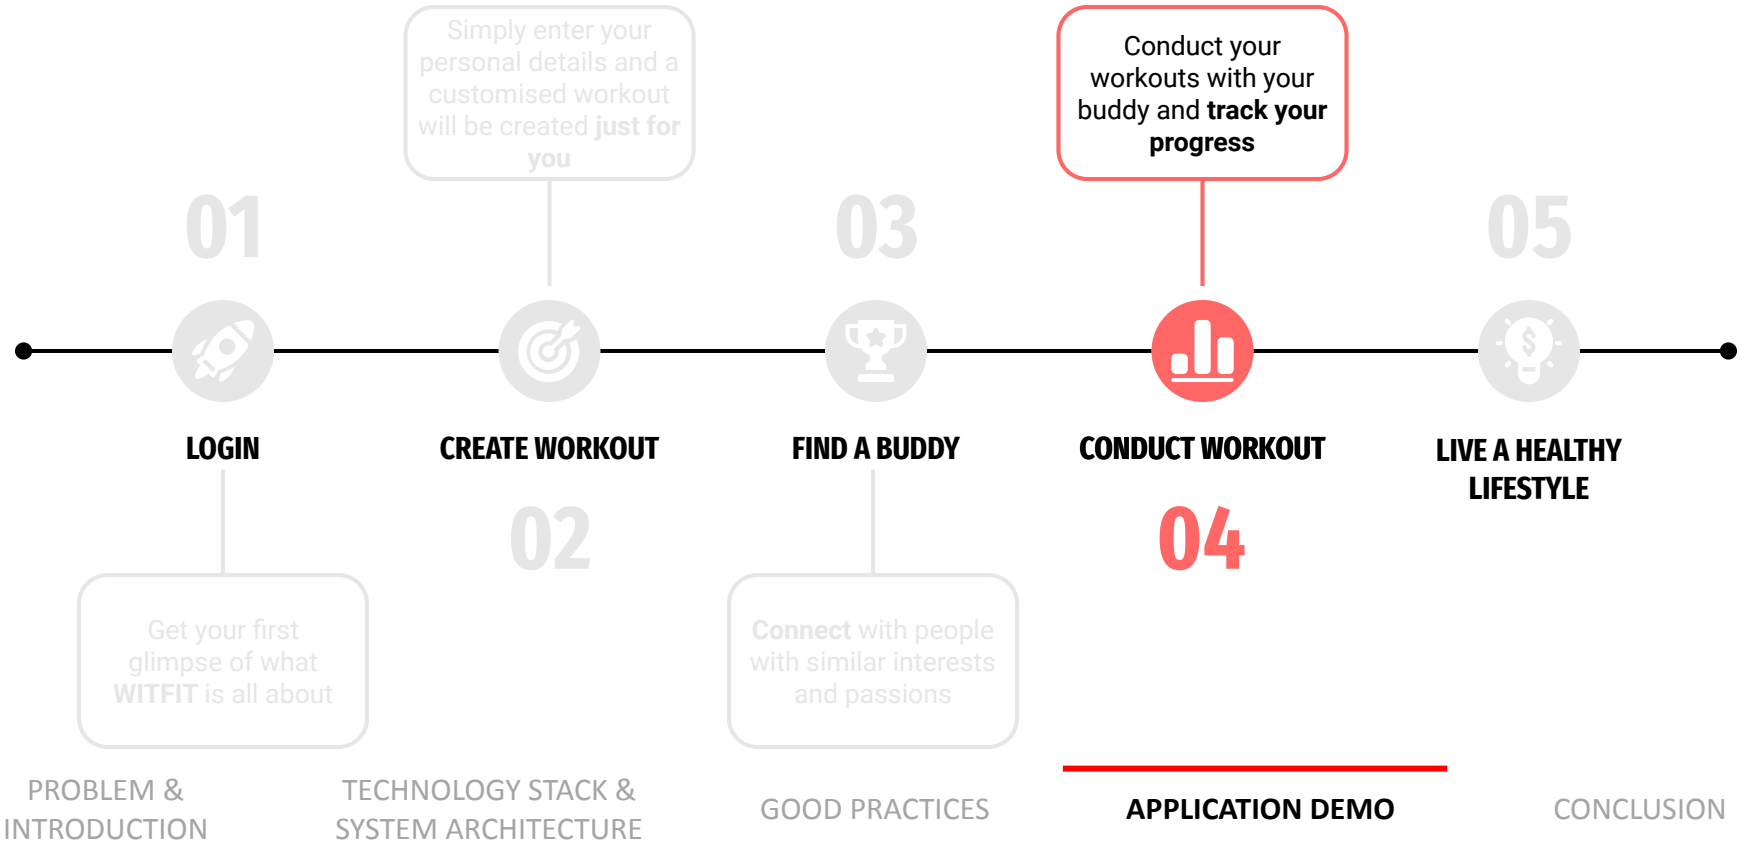 Simply enter your
personal details and a
customised workout
will be created just for
you
Conduct your
workouts with your
buddy and track your
progress
01
03
05
$
LOGIN
CREATE WORKOUT
FIND A BUDDY
CONDUCT WORKOUT
LIVE A HEALTHY
LIFESTYLE
02
04
Get your first
glimpse of what
WITFIT is all about
Connect with people
with similar interests
and passions
PROBLEM &
INTRODUCTION
TECHNOLOGY STACK &
SYSTEM ARCHITECTURE
GOOD PRACTICES
APPLICATION DEMO
CONCLUSION